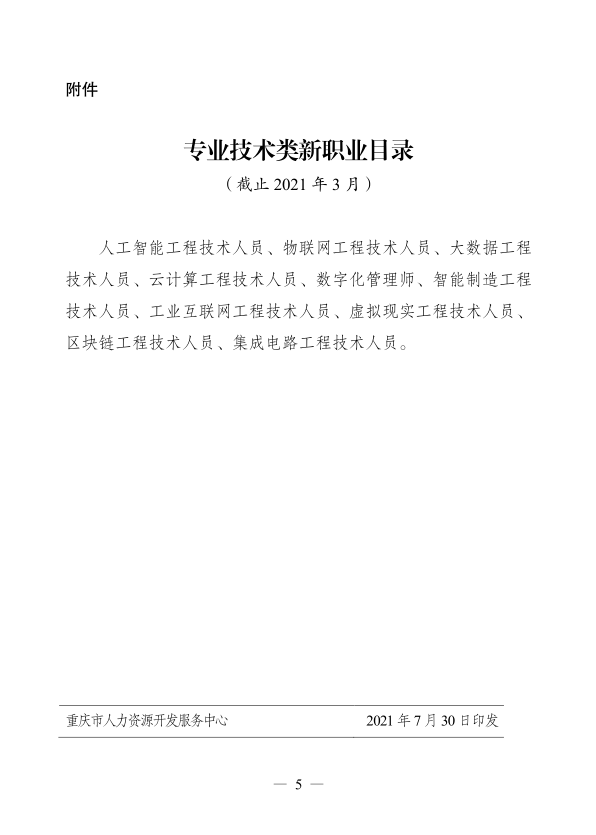 附件
专业技术类新职业目录
（截止 2021 年 3 月）
人工智能工程技术人员、物联网工程技术人员、大数据工程
技术人员、云计算工程技术人员、数字化管理师、智能制造工程
技术人员、工业互联网工程技术人员、虚拟现实工程技术人员、
区块链工程技术人员、集成电路工程技术人员。
重庆市人力资源开发服务中心 2021 年 7 月 30 日印发
— 5 —